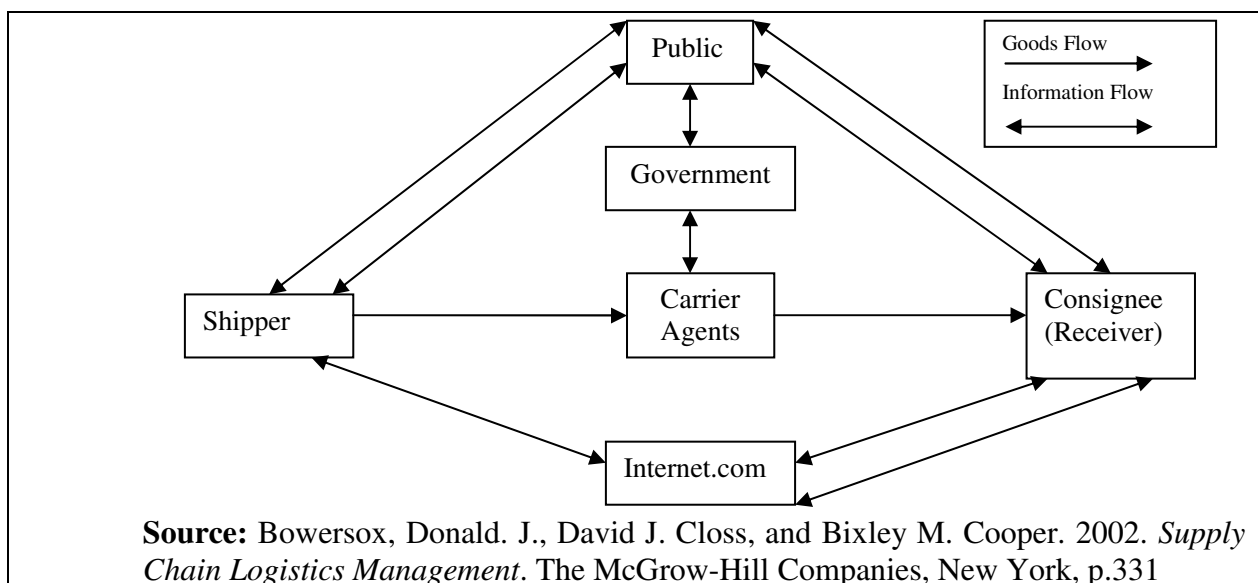 Public
Goods Flow
Information Flow
Government
Shipper
Carrier
Agents
Consignee
(Receiver)
Internet.com
Source: Bowersox, Donald. J., David J. Closs, and Bixley M. Cooper. 2002. Supply
Chain Logistics Management. The McGrow-Hill Companies, New York, p.331